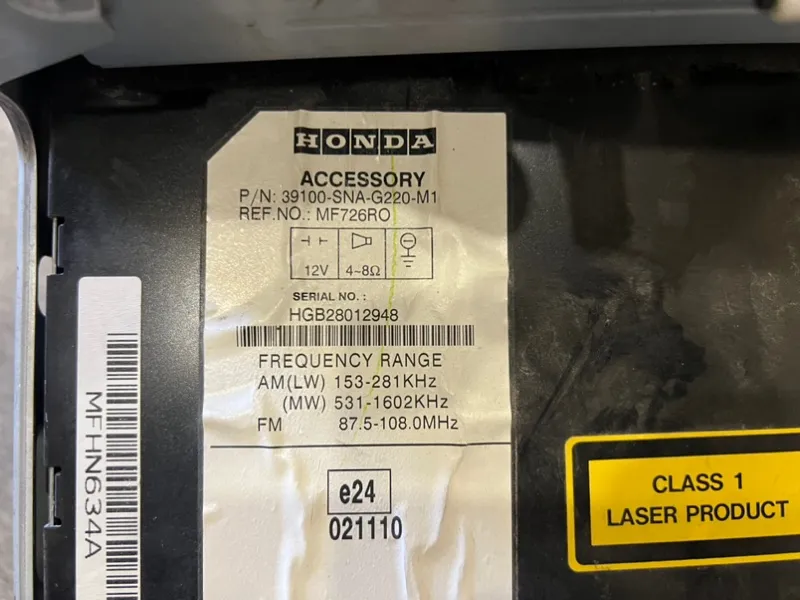 HONDA
ACCESSORY
P/N: 39100-SNA-G220-M1
REF.NO.: MF726RO
12V
4~8Ω
SERIAL NO.:
HGB28012948
FREQUENCY RANGE
AM(LW) 153-281KHz
(MW) 531-1602KHz
FM 87.5-108.0MHz
e24
021110
MFHN634A
CLASS 1
LASER PRODUCT